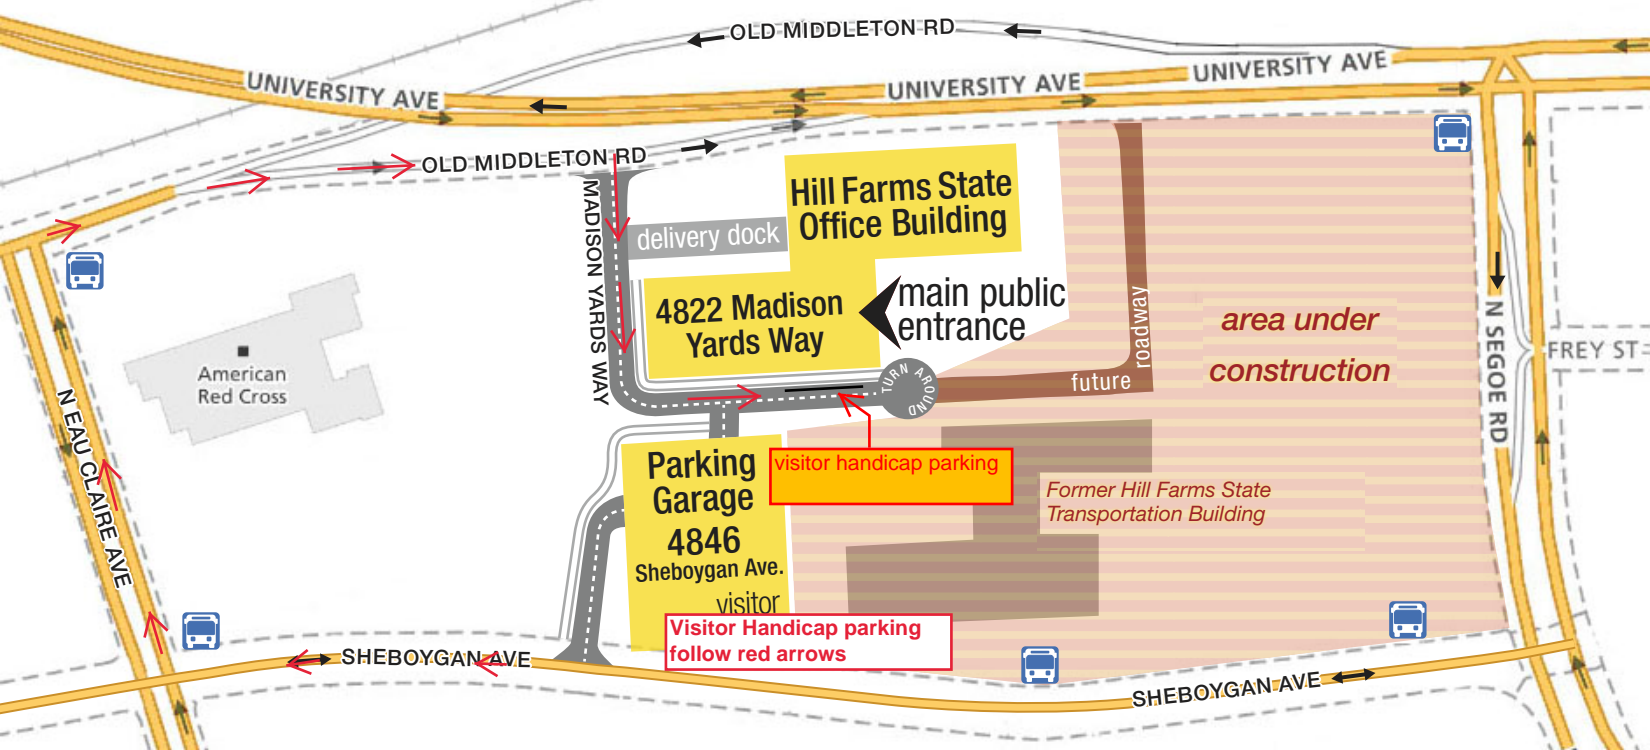 OLD MIDDLETON RD
UNIVERSITY AVE
UNIVERSITY AVE
UNIVERSITY AVE
OLD MIDDLETON RD
MADISON YARDS WAY
Hill Farms State
Office Building
delivery dock
4822 Madison
Yards Way
main public
entrance
TURN AROUND
future
roadway
area under
construction
N SEGOE RD
FREY ST
American
Red Cross
N EAU CLAIRE AVE
Parking
Garage
4846
Sheboygan Ave.
visitor
visitor handicap parking
Former Hill Farms State
Transportation Building
Visitor Handicap parking
follow red arrows
SHEBOYGAN AVE
SHEBOYGAN AVE